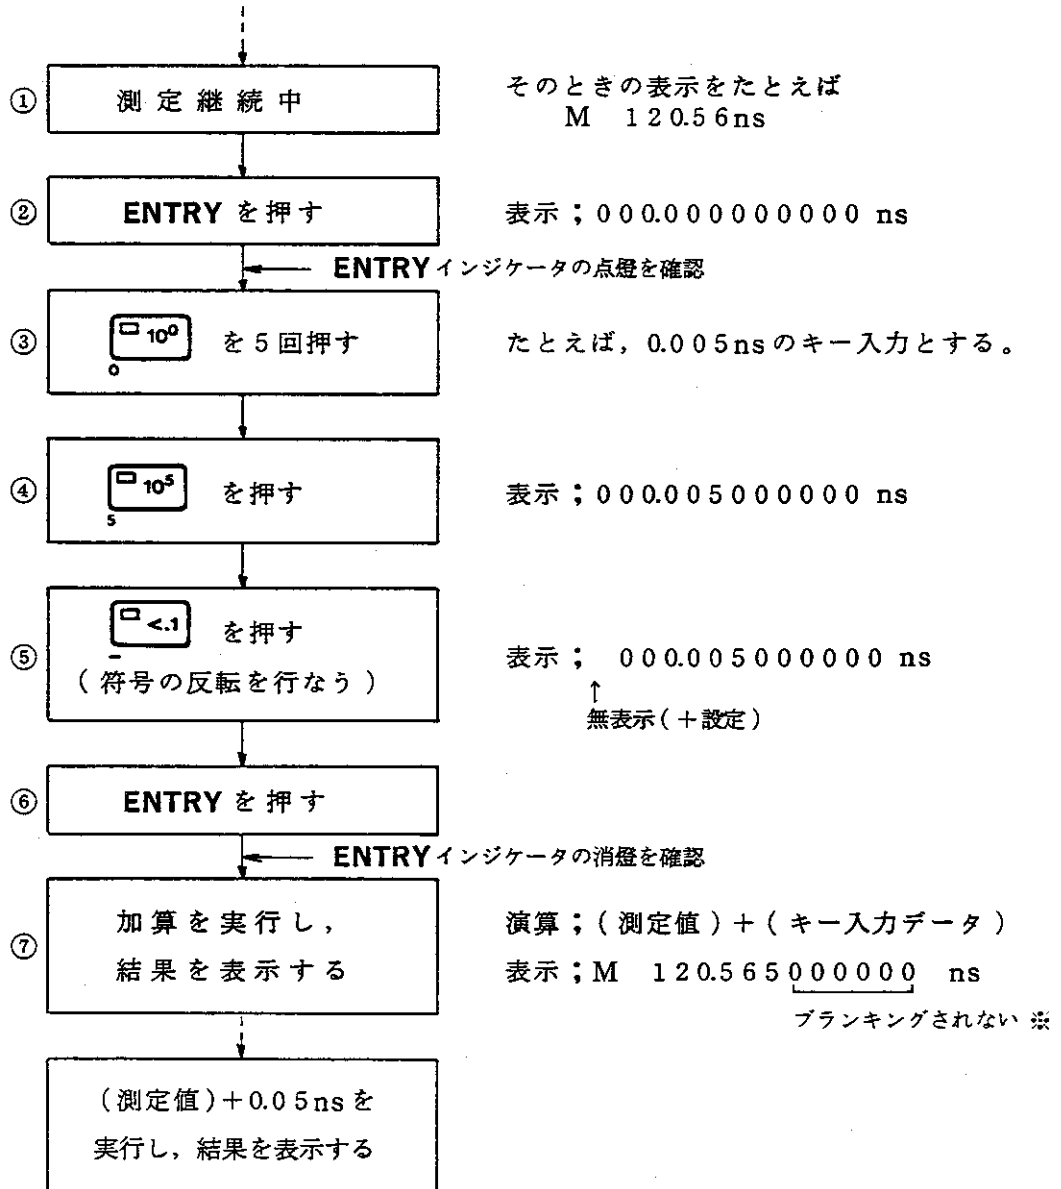 ① 測定継続中
そのときの表示をたとえば
M 120.56ns
② ENTRY を押す
表示；000.000000000 ns
ENTRYインジケータの点燈を確認
③ 10⁰ を5回押す
0
たとえば，0.005nsのキー入力とする。
④ 10⁵ を押す
5
表示；000.005000000 ns
⑤ <.1 を押す
−
（符号の反転を行なう）
表示； 000.005000000 ns
↑
無表示（＋設定）
⑥ ENTRY を押す
ENTRYインジケータの消燈を確認
⑦ 加算を実行し，
結果を表示する
演算；（測定値）＋（キー入力データ）
表示；M 120.565000000 ns
ブランキングされない ※
（測定値）＋0.05nsを
実行し，結果を表示する